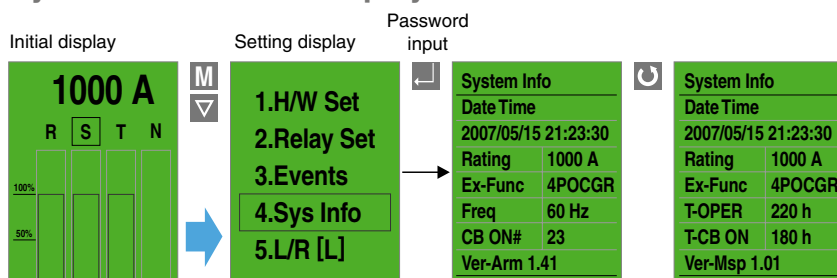 Password
input
Initial display
Setting display
1000 A
R S T N
100%
50%
M
1.H/W Set
2.Relay Set
3.Events
4.Sys Info
5.L/R [L]
System Info
Date Time
2007/05/15 21:23:30
Rating 1000 A
Ex-Func 4POCGR
Freq 60 Hz
CB ON# 23
Ver-Arm 1.41
System Info
Date Time
2007/05/15 21:23:30
Rating 1000 A
Ex-Func 4POCGR
T-OPER 220 h
T-CB ON 180 h
Ver-Msp 1.01